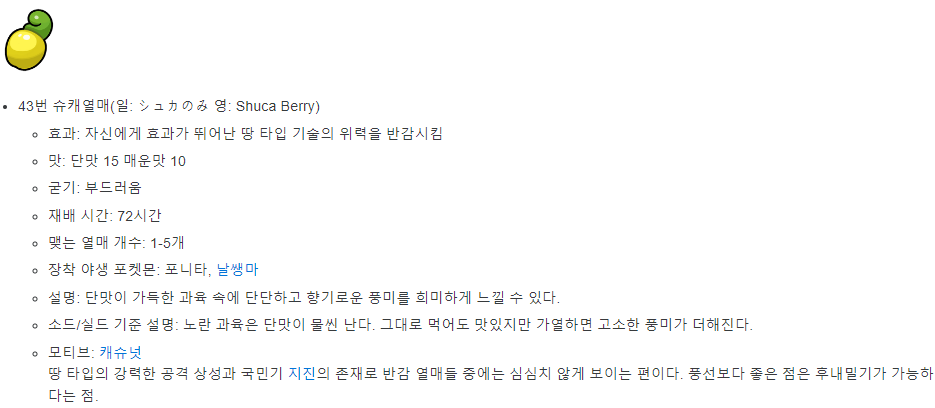 43번 슈캐열매(일: シュカのみ 영: Shuca Berry)
효과: 자신에게 효과가 뛰어난 땅 타입 기술의 위력을 반감시킴
맛: 단맛 15 매운맛 10
굳기: 부드러움
재배 시간: 72시간
맺는 열매 개수: 1-5개
장착 야생 포켓몬: 포니타, 날쌩마
설명: 단맛이 가득한 과육 속에 단단하고 향기로운 풍미를 희미하게 느낄 수 있다.
소드/실드 기준 설명: 노란 과육은 단맛이 물씬 난다. 그대로 먹어도 맛있지만 가열하면 고소한 풍미가 더해진다.
모티브: 캐슈넛
땅 타입의 강력한 공격 상성과 국민기 지진의 존재로 반감 열매들 중에는 심심치 않게 보이는 편이다. 풍선보다 좋은 점은 후내밀기가 가능하
다는 점.